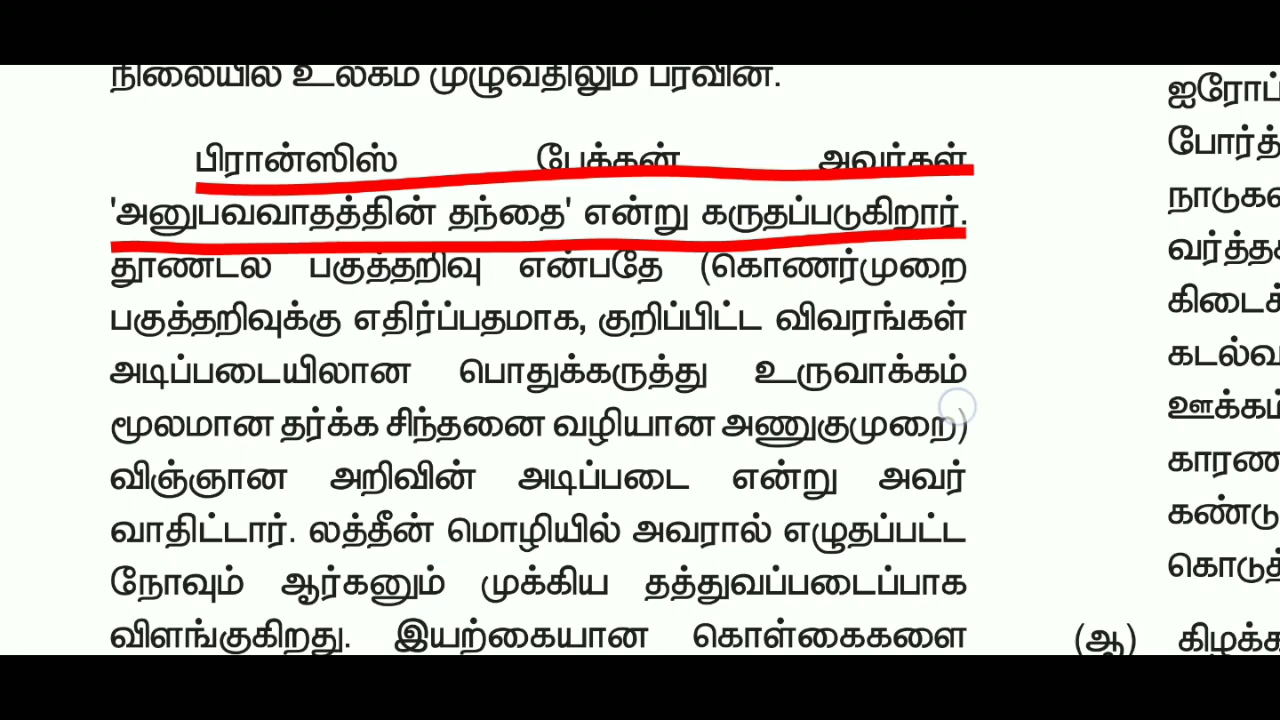 நிலையில் உலகம் முழுவதிலும் பரவின.
பிரான்ஸிஸ் பேக்கன் அவர்கள்
'அனுபவவாதத்தின் தந்தை' என்று கருதப்படுகிறார்.
தூண்டல் பகுத்தறிவு என்பதே (கொணர்முறை
பகுத்தறிவுக்கு எதிர்ப்பதமாக, குறிப்பிட்ட விவரங்கள்
அடிப்படையிலான பொதுக்கருத்து உருவாக்கம்
மூலமான தர்க்க சிந்தனை வழியான அணுகுமுறை)
விஞ்ஞான அறிவின் அடிப்படை என்று அவர்
வாதிட்டார். லத்தீன் மொழியில் அவரால் எழுதப்பட்ட
நோவும் ஆர்கனும் முக்கிய தத்துவப்படைப்பாக
விளங்குகிறது. இயற்கையான கொள்கைகளை
ஐரோப்
போர்த்
நாடுகள
வர்த்தக
கிடைக்
கடல்வ
ஊக்கம்
காரண
கண்டு
கொடுத்
(ஆ) கிழக்க